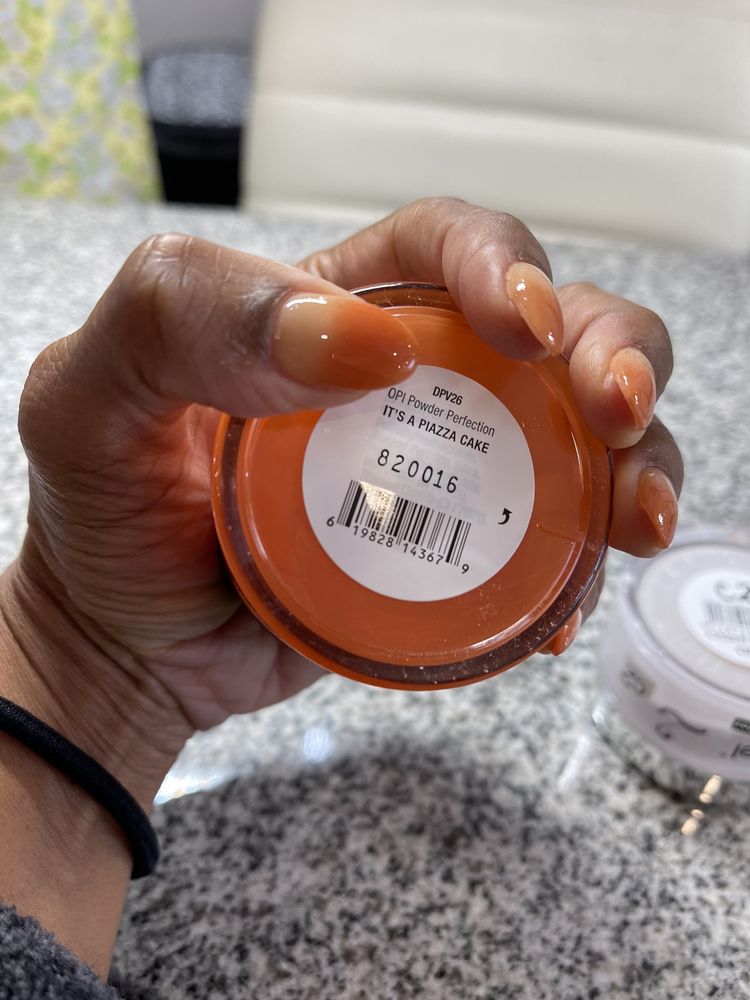 DPV26
OPI Powder Perfection
IT'S A PIAZZA CAKE
820016
6 19828 14367 9